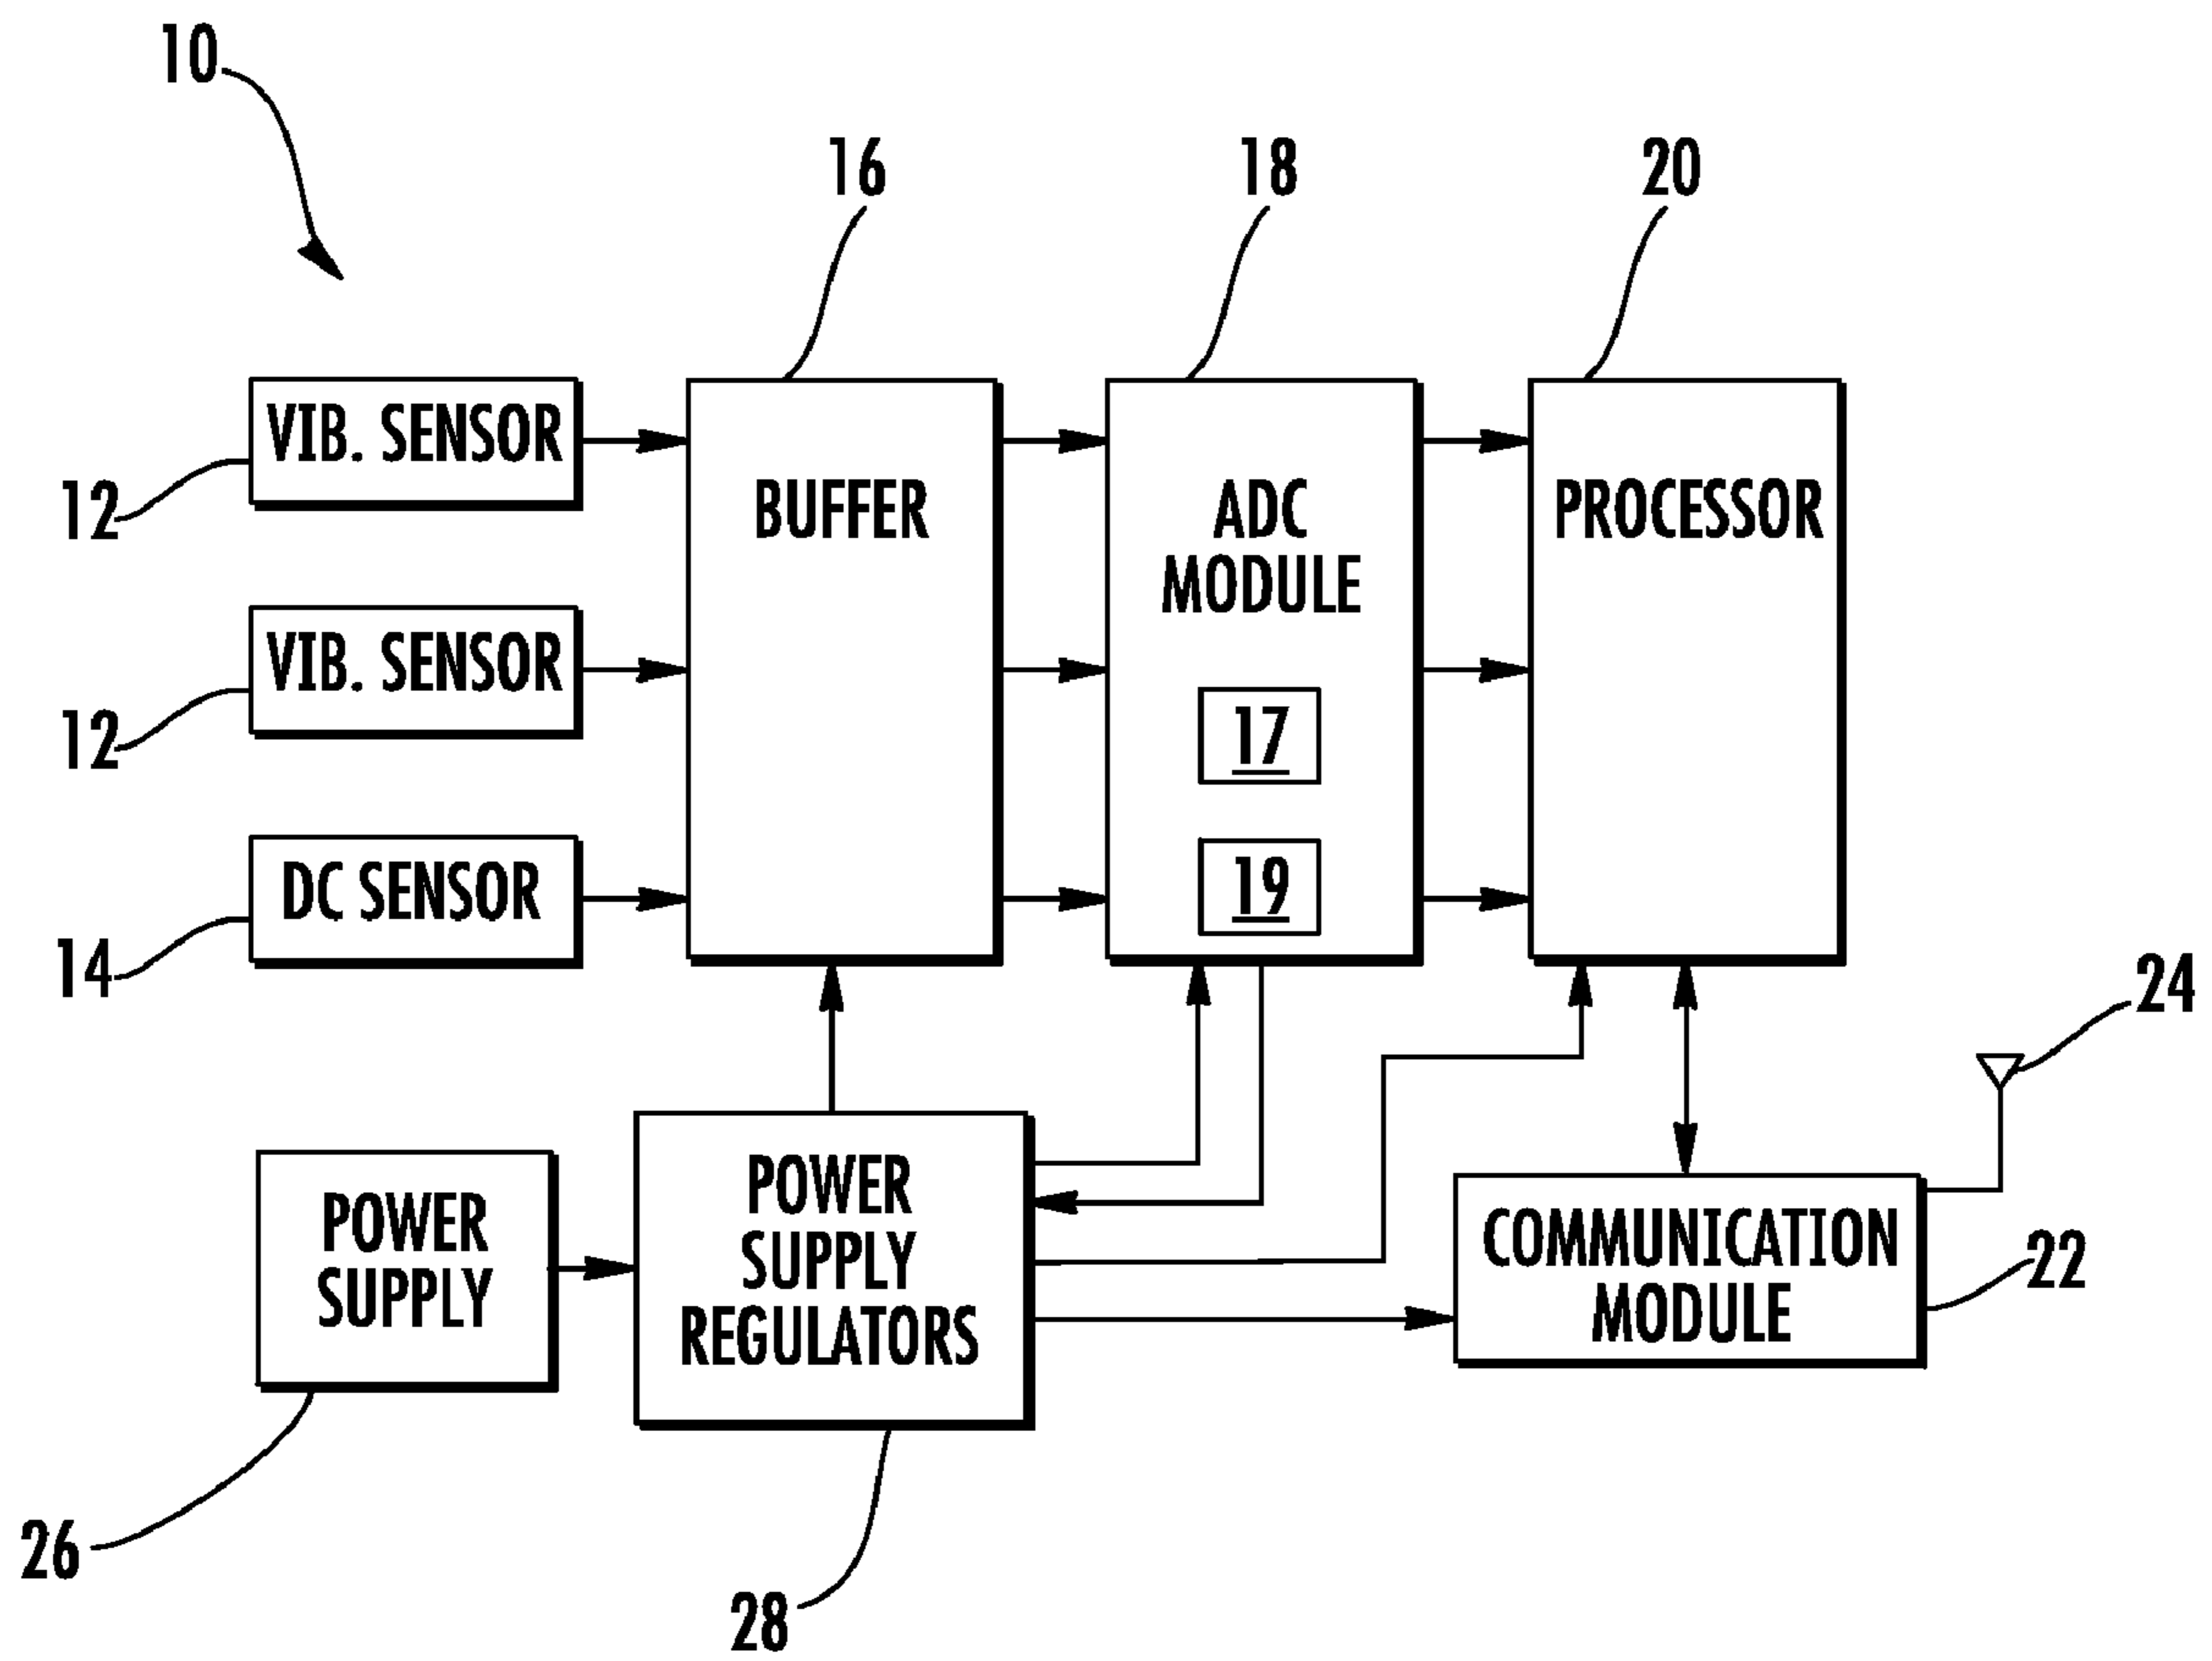 10
16
18
20
VIB. SENSOR
12
BUFFER
ADC
MODULE
PROCESSOR
VIB. SENSOR
12
17
DC SENSOR
14
19
24
POWER
SUPPLY
POWER
SUPPLY
REGULATORS
COMMUNICATION
MODULE
22
26
28